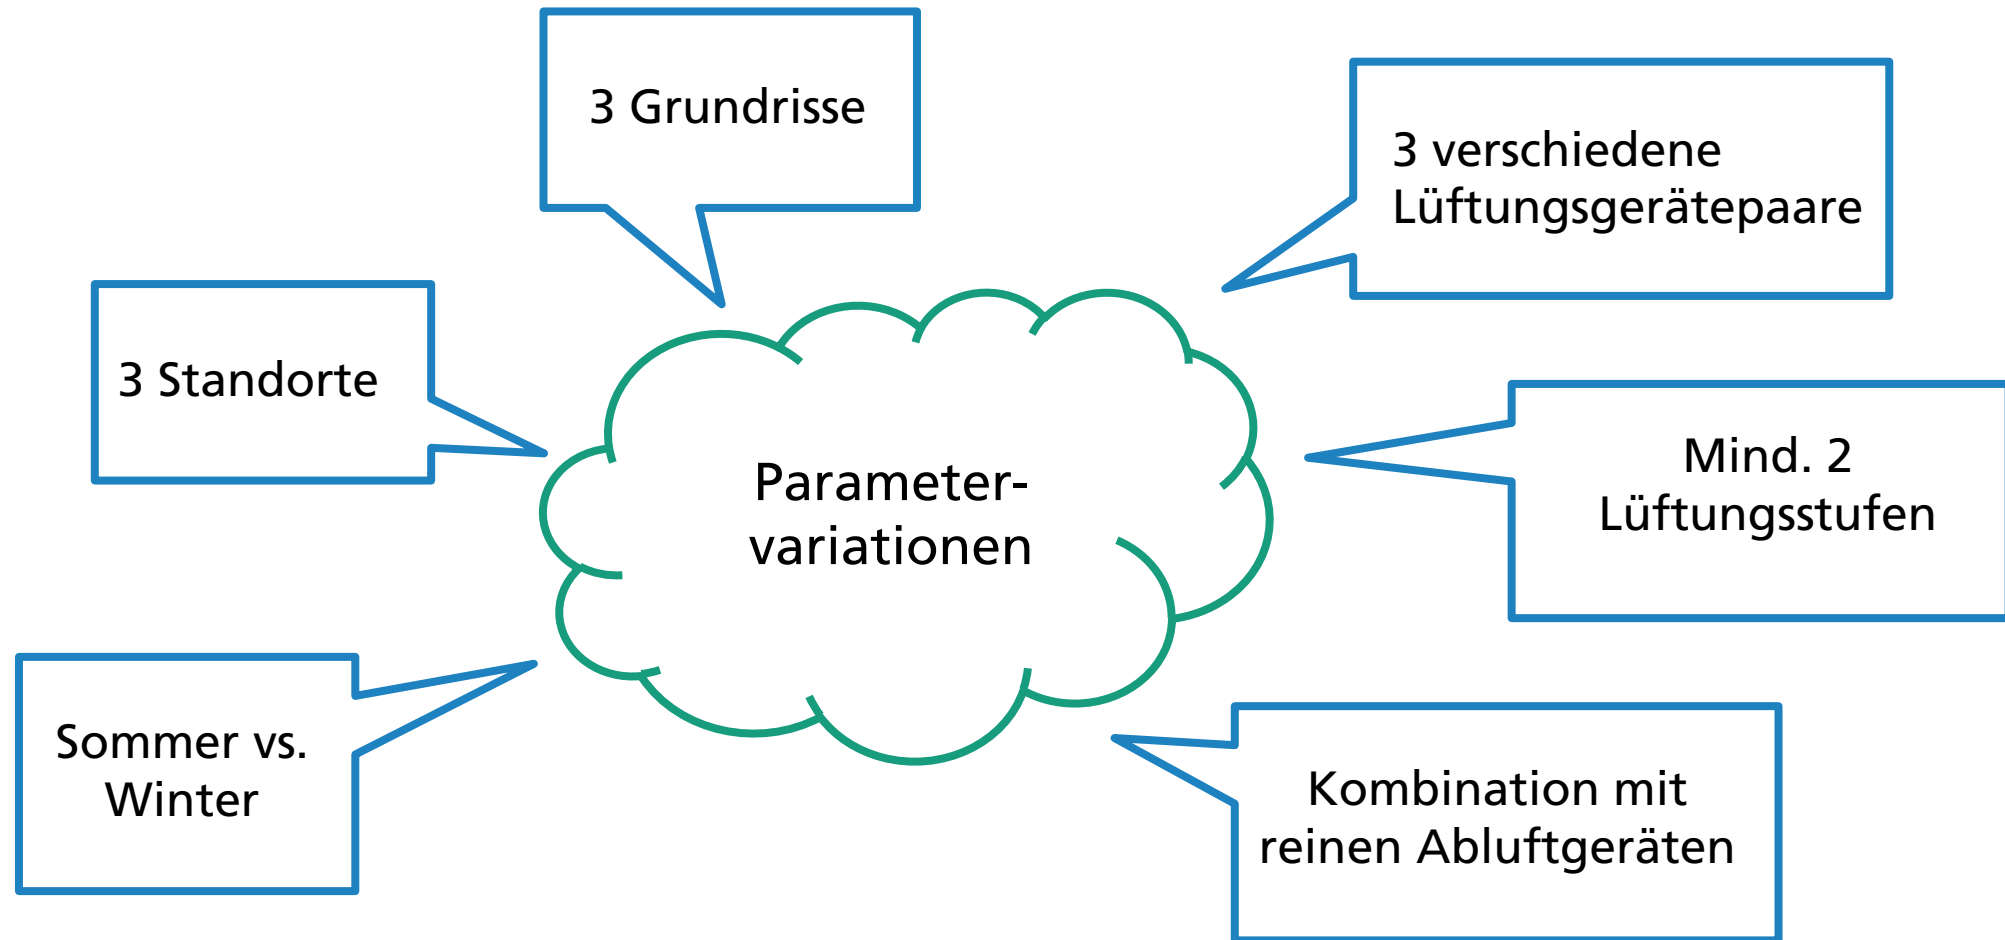 3 Grundrisse
3 verschiedene
Lüftungsgerätepaare
3 Standorte
Mind. 2
Lüftungsstufen
Parameter-
variationen
Sommer vs.
Winter
Kombination mit
reinen Abluftgeräten